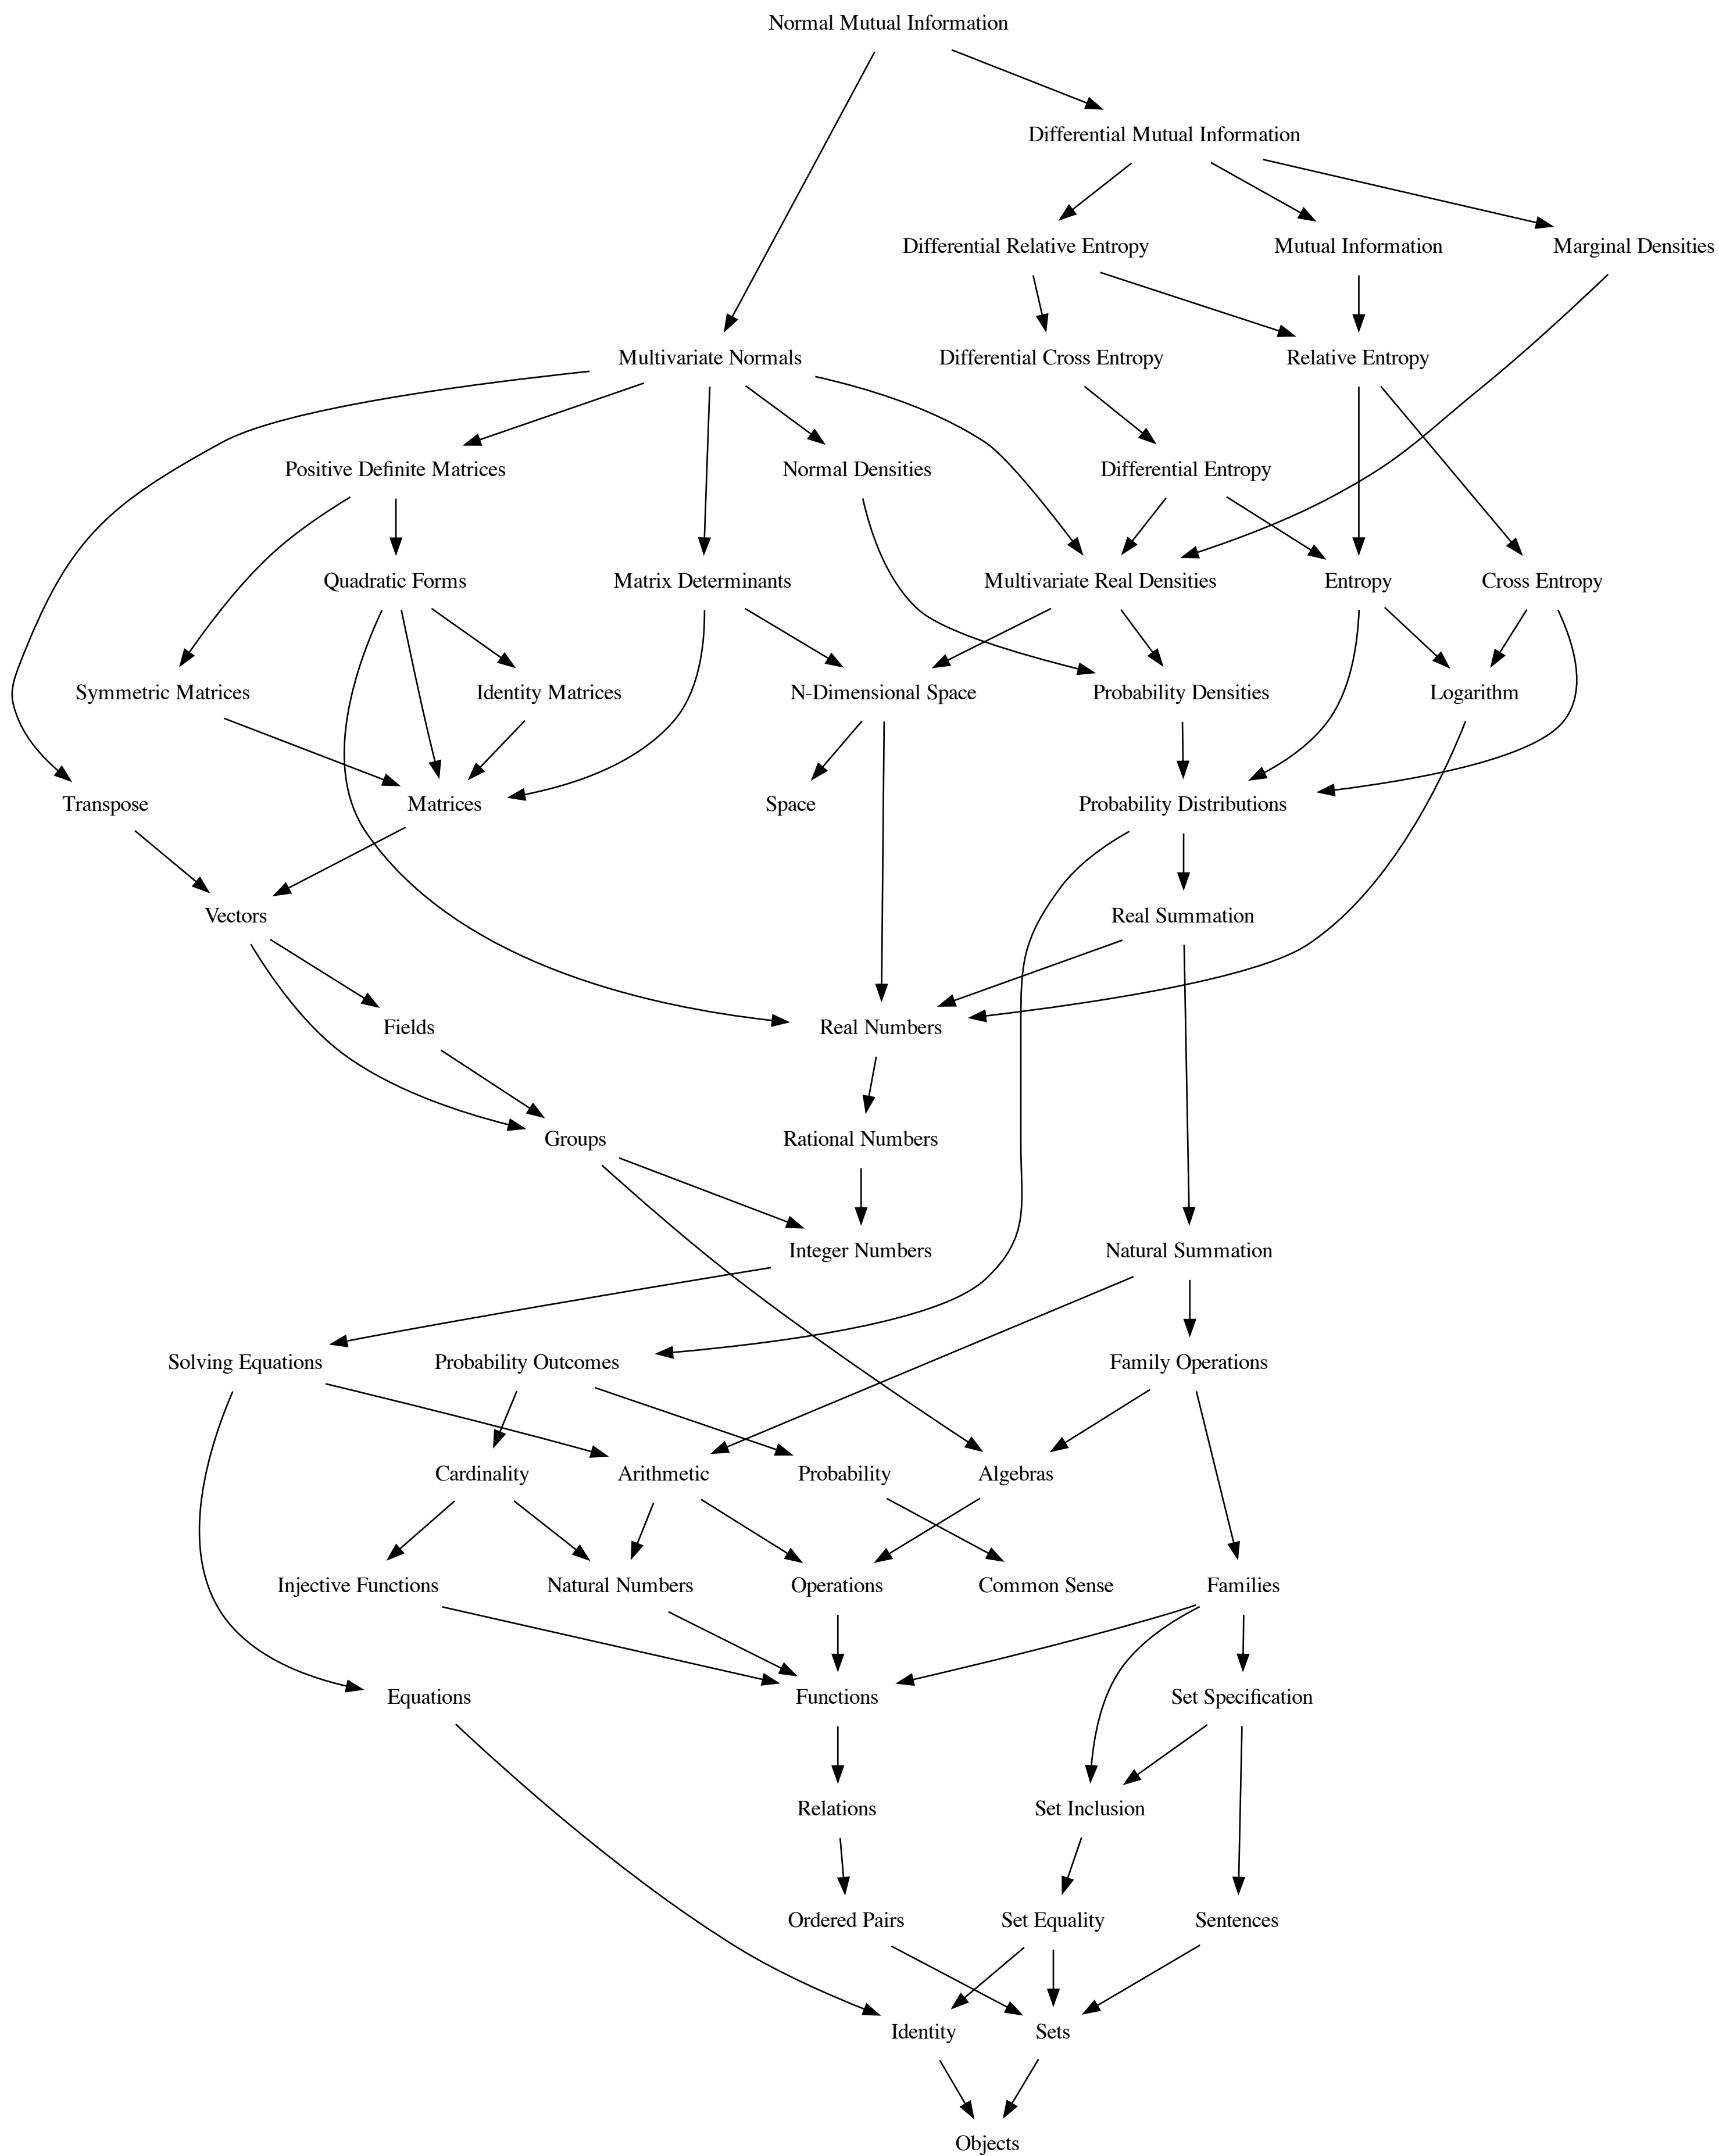 Normal Mutual Information
Differential Mutual Information
Differential Relative Entropy
Mutual Information
Marginal Densities
Multivariate Normals
Differential Cross Entropy
Relative Entropy
Positive Definite Matrices
Normal Densities
Differential Entropy
Quadratic Forms
Matrix Determinants
Multivariate Real Densities
Entropy
Cross Entropy
Symmetric Matrices
Identity Matrices
N-Dimensional Space
Probability Densities
Logarithm
Transpose
Matrices
Space
Probability Distributions
Vectors
Real Summation
Fields
Real Numbers
Groups
Rational Numbers
Integer Numbers
Natural Summation
Solving Equations
Probability Outcomes
Family Operations
Cardinality
Arithmetic
Probability
Algebras
Injective Functions
Natural Numbers
Operations
Common Sense
Families
Equations
Functions
Set Specification
Relations
Set Inclusion
Ordered Pairs
Set Equality
Sentences
Identity
Sets
Objects